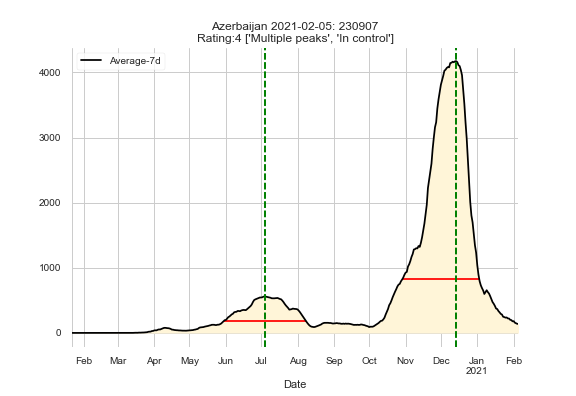 Azerbaijan 2021-02-05: 230907
Rating:4 ['Multiple peaks', 'In control']
Average-7d
4000
3000
2000
1000
0
Feb Mar Apr May Jun Jul Aug Sep Oct Nov Dec Jan Feb
2021
Date